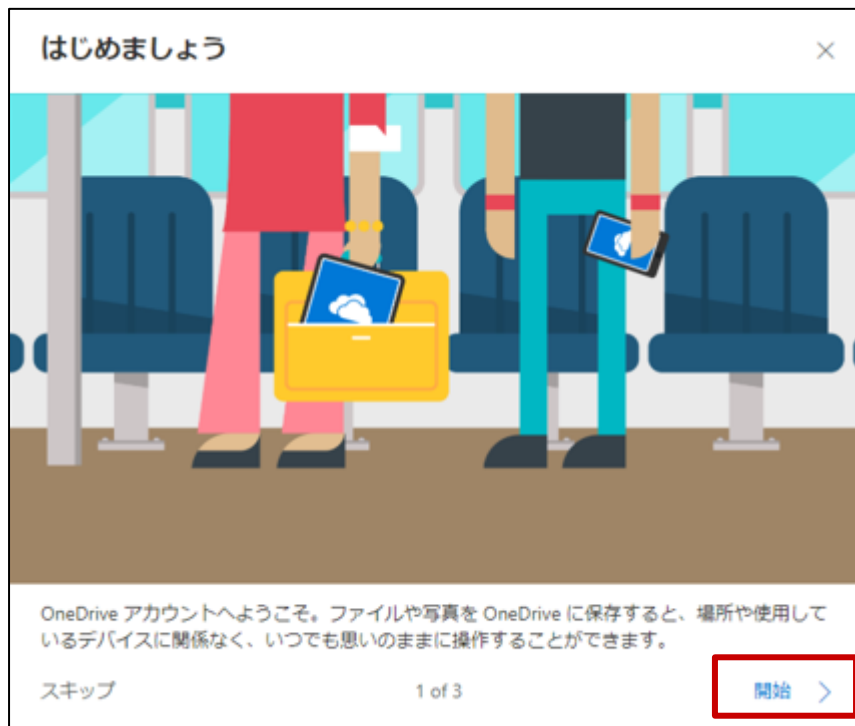 はじめましょう
OneDrive アカウントへようこそ。ファイルや写真を OneDrive に保存すると、場所や使用して
いるデバイスに関係なく、いつでも思いのままに操作することができます。
スキップ
1 of 3
開始